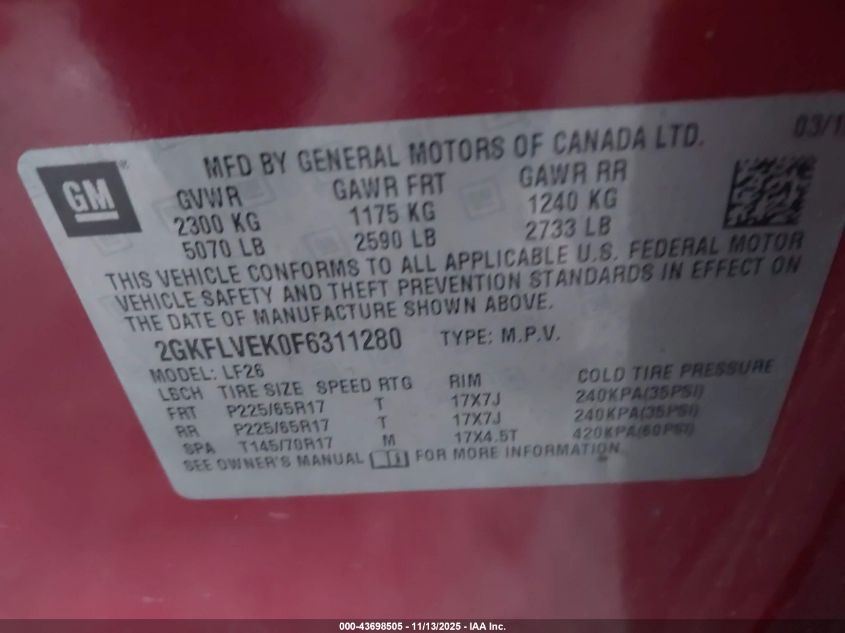 MFD BY GENERAL MOTORS OF CANADA LTD.
03/1
GM
GVWR GAWR FRT GAWR RR
2300 KG 1175 KG 1240 KG
5070 LB 2590 LB 2733 LB
THIS VEHICLE CONFORMS TO ALL APPLICABLE U.S. FEDERAL MOTOR
VEHICLE SAFETY AND THEFT PREVENTION STANDARDS IN EFFECT ON
THE DATE OF MANUFACTURE SHOWN ABOVE.
2GKFLVEK0F6311280 TYPE: M.P.V.
MODEL: LF26
LBCH TIRE SIZE SPEED RTG RIM COLD TIRE PRESSURE
FRT P225/65R17 T 17X7J 240KPA(35PSI)
RR P225/65R17 T 17X7J 240KPA(35PSI)
SPA T145/70R17 M 17X4.5T 420KPA(60PSI)
SEE OWNER'S MANUAL FOR MORE INFORMATION.
000-43698505 - 11/13/2025 - IAA Inc.